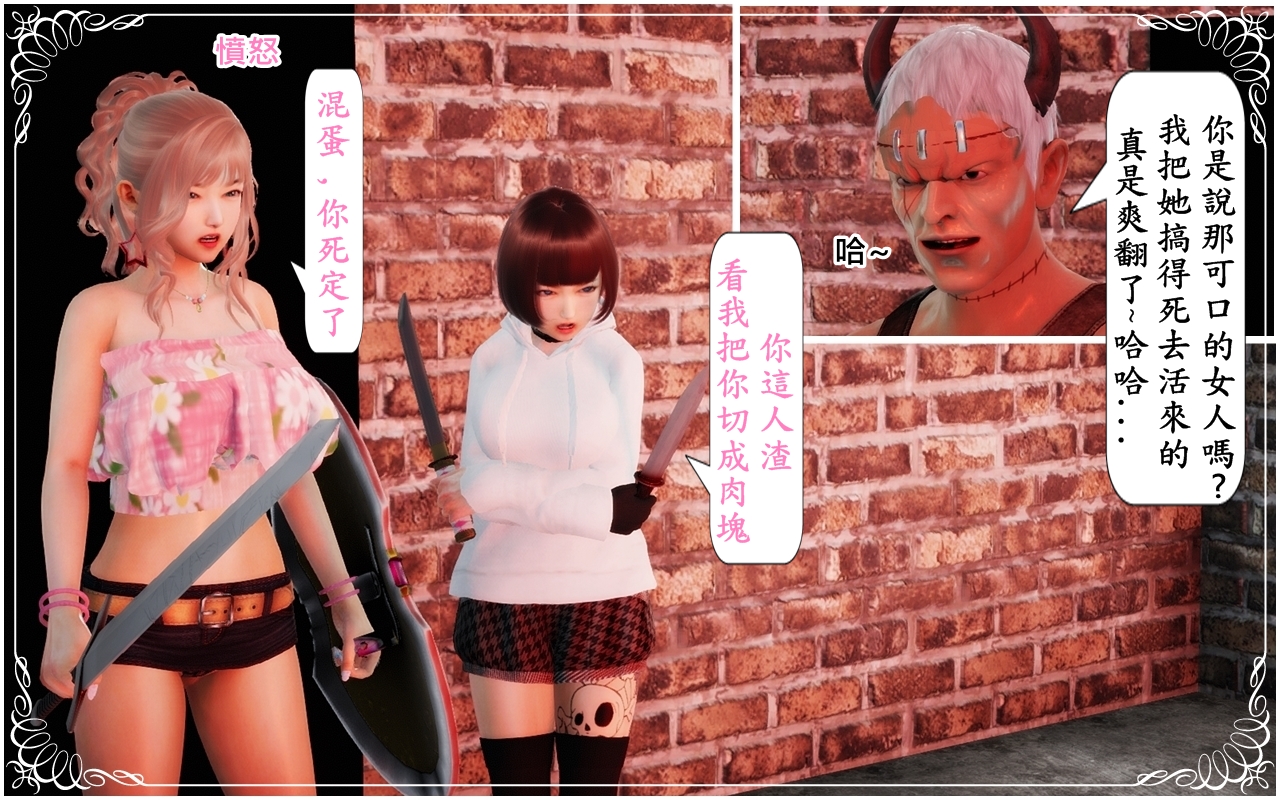 憤怒
混蛋，你死定了
你這人渣
看我把你切成肉塊
哈~
你是說那可口的女人嗎？
我把她搞得死去活來的
真是爽翻了~哈哈...